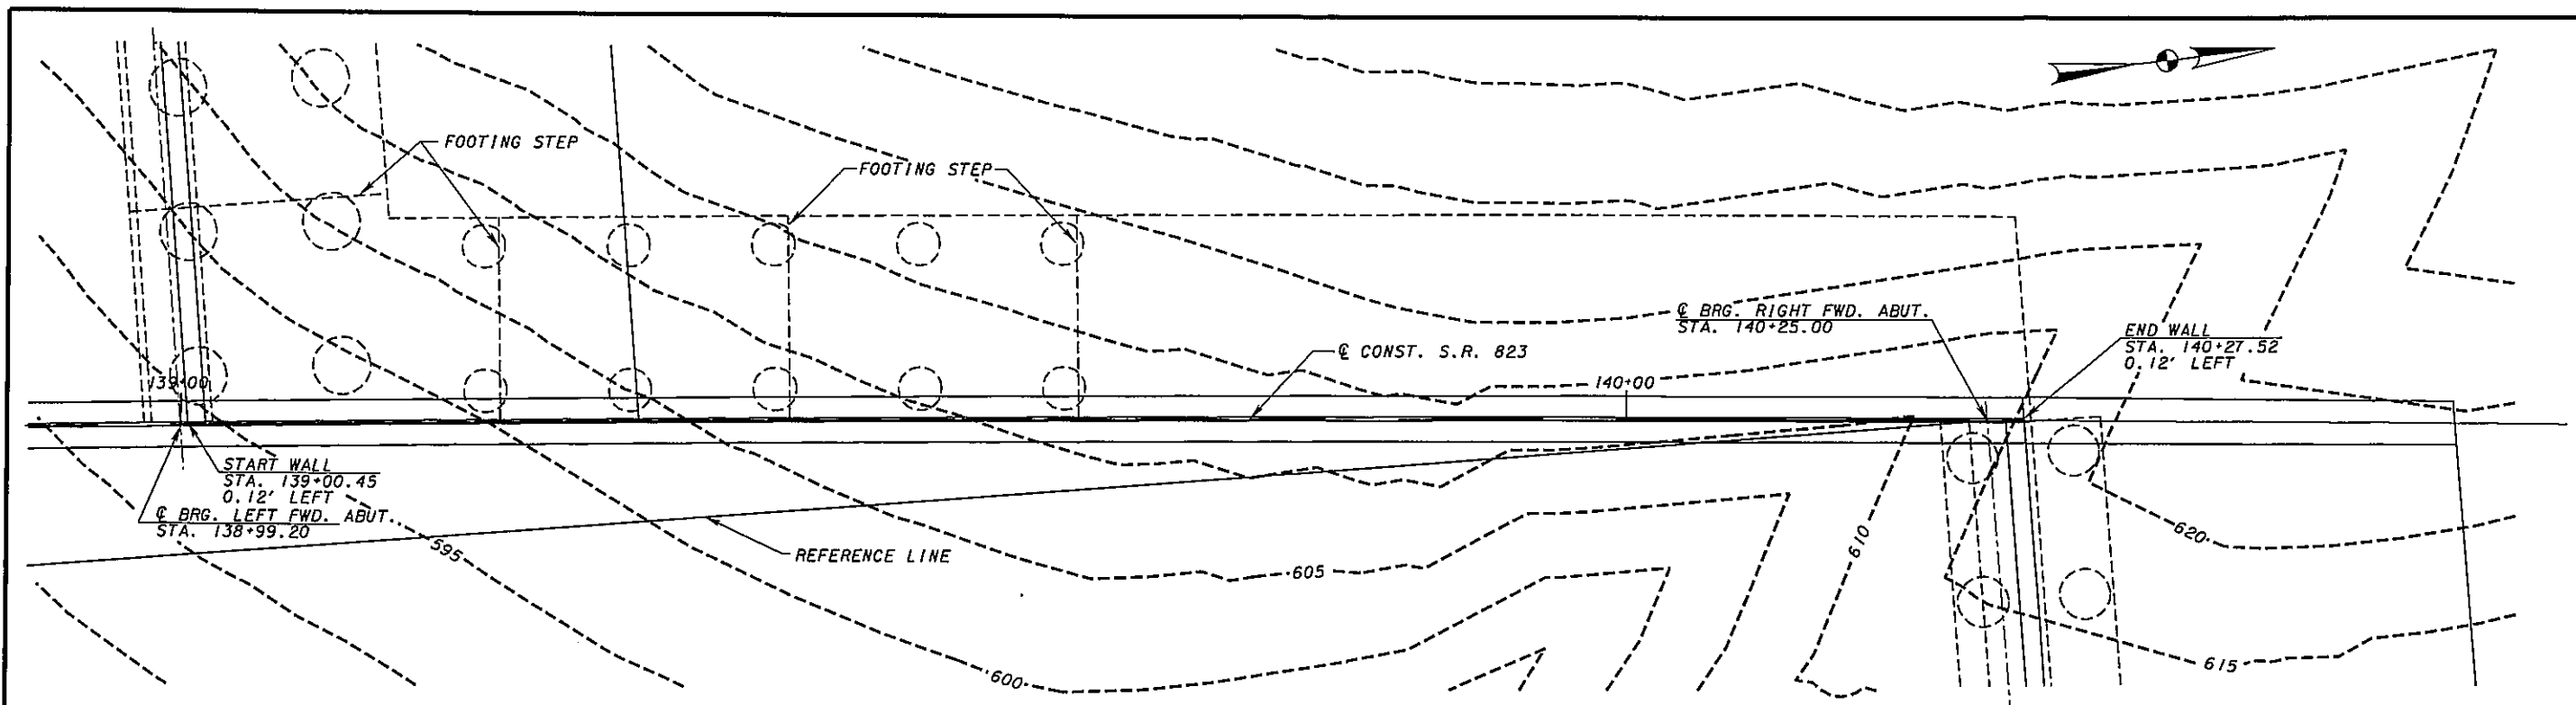 FOOTING STEP
FOOTING STEP
℄ BRG. RIGHT FWD. ABUT.
STA. 140+25.00
END WALL
STA. 140+27.52
0.12' LEFT
℄ CONST. S.R. 823
139+00
140+00
START WALL
STA. 139+00.45
0.12' LEFT
℄ BRG. LEFT FWD. ABUT.
STA. 138+99.20
REFERENCE LINE
595
600
605
610
620
615